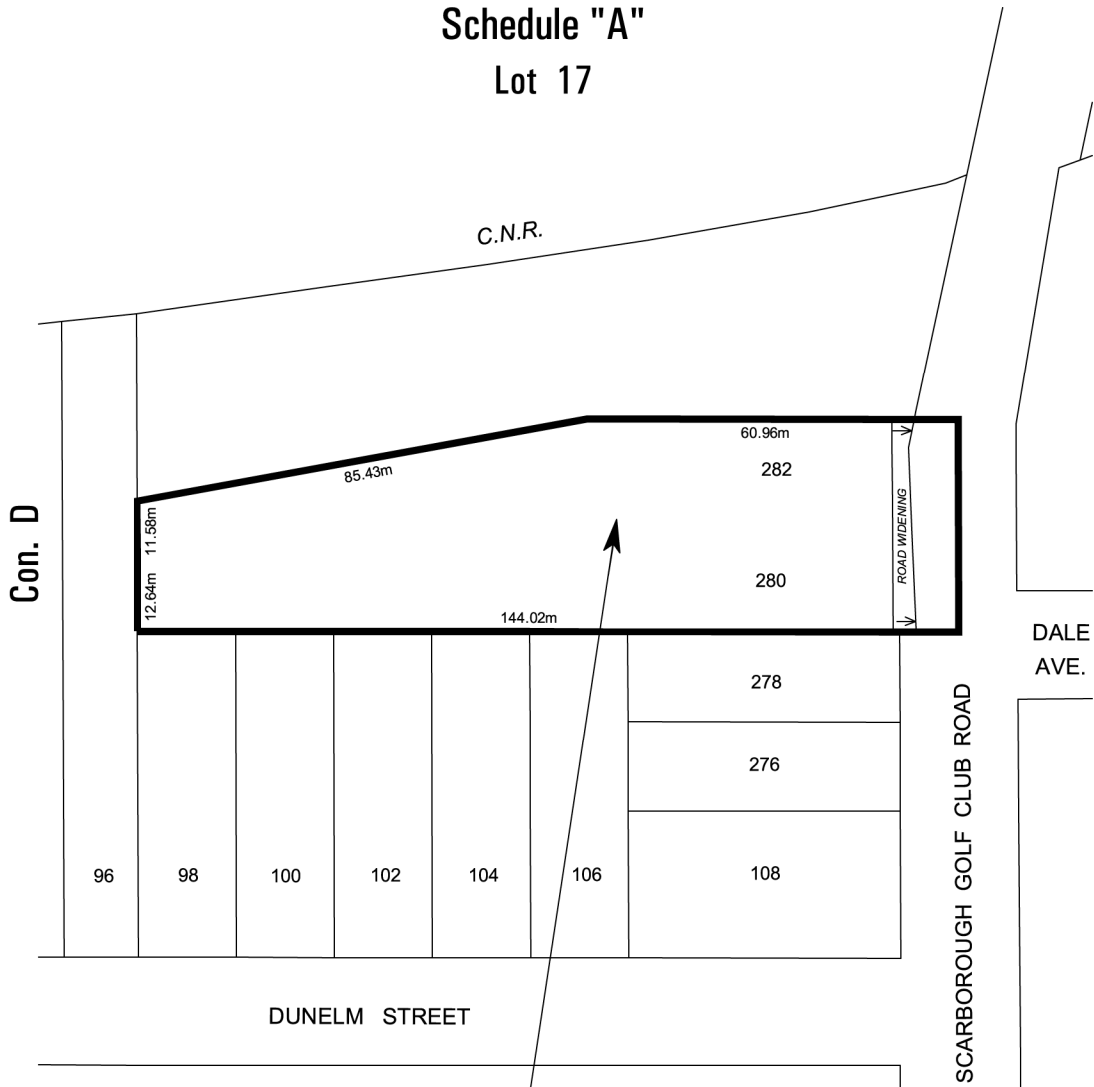 Schedule "A"
Lot 17
C.N.R.
Con. D
85.43m
60.96m
282
11.58m
12.64m
ROAD WIDENING
280
144.02m
DALE
AVE.
278
276
96
98
100
102
104
106
108
SCARBOROUGH GOLF CLUB ROAD
DUNELM STREET